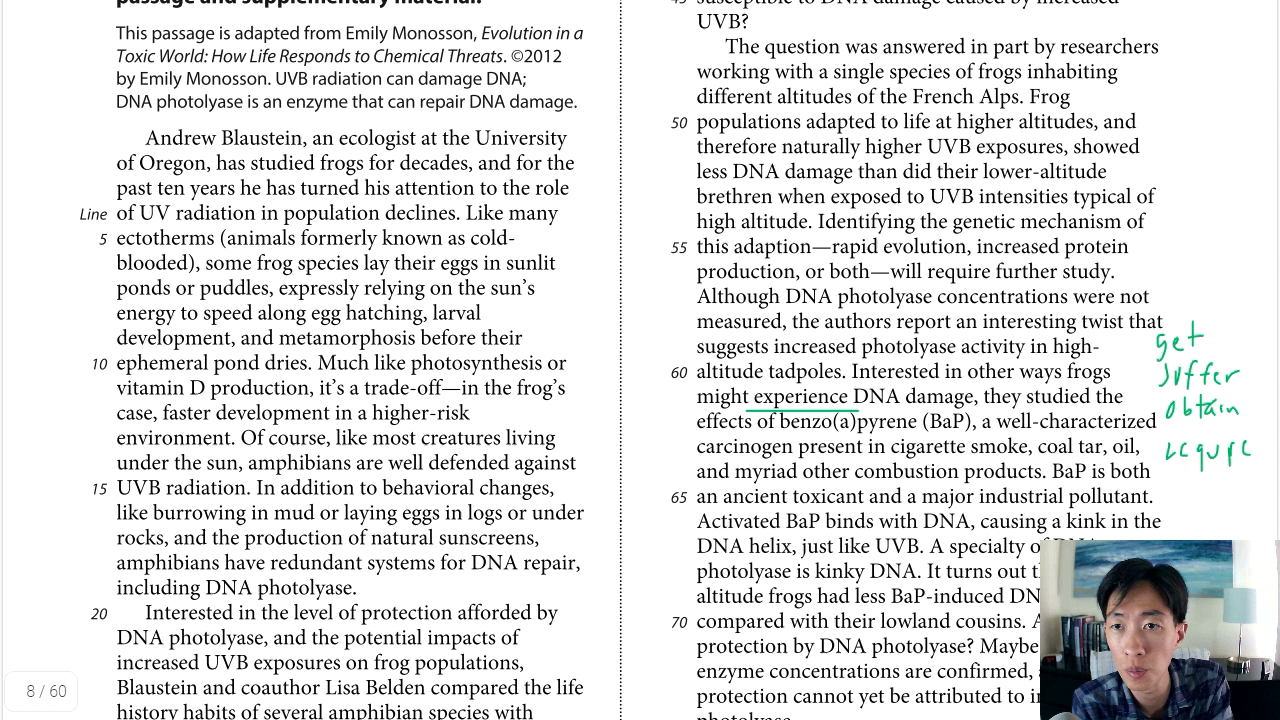 passage and supplementary material.
This passage is adapted from Emily Monosson, Evolution in a
Toxic World: How Life Responds to Chemical Threats. ©2012
by Emily Monosson. UVB radiation can damage DNA;
DNA photolyase is an enzyme that can repair DNA damage.
Andrew Blaustein, an ecologist at the University
of Oregon, has studied frogs for decades, and for the
past ten years he has turned his attention to the role
Line of UV radiation in population declines. Like many
5 ectotherms (animals formerly known as cold-
blooded), some frog species lay their eggs in sunlit
ponds or puddles, expressly relying on the sun's
energy to speed along egg hatching, larval
development, and metamorphosis before their
10 ephemeral pond dries. Much like photosynthesis or
vitamin D production, it's a trade-off—in the frog's
case, faster development in a higher-risk
environment. Of course, like most creatures living
under the sun, amphibians are well defended against
15 UVB radiation. In addition to behavioral changes,
like burrowing in mud or laying eggs in logs or under
rocks, and the production of natural sunscreens,
amphibians have redundant systems for DNA repair,
including DNA photolyase.
20 Interested in the level of protection afforded by
DNA photolyase, and the potential impacts of
increased UVB exposures on frog populations,
Blaustein and coauthor Lisa Belden compared the life
history habits of several amphibian species with
8 / 60
45 susceptible to DNA damage caused by increased
UVB?
The question was answered in part by researchers
working with a single species of frogs inhabiting
different altitudes of the French Alps. Frog
50 populations adapted to life at higher altitudes, and
therefore naturally higher UVB exposures, showed
less DNA damage than did their lower-altitude
brethren when exposed to UVB intensities typical of
high altitude. Identifying the genetic mechanism of
55 this adaption—rapid evolution, increased protein
production, or both—will require further study.
Although DNA photolyase concentrations were not
measured, the authors report an interesting twist that
suggests increased photolyase activity in high-
60 altitude tadpoles. Interested in other ways frogs
might experience DNA damage, they studied the
effects of benzo(a)pyrene (BaP), a well-characterized
carcinogen present in cigarette smoke, coal tar, oil,
and myriad other combustion products. BaP is both
65 an ancient toxicant and a major industrial pollutant.
Activated BaP binds with DNA, causing a kink in the
DNA helix, just like UVB. A specialty of DNA
photolyase is kinky DNA. It turns out
altitude frogs had less BaP-induced
70 compared with their lowland cousins.
protection by DNA photolyase? Maybe
enzyme concentrations are confirmed,
protection cannot yet be attributed to
photolyase.
get
suffer
obtain